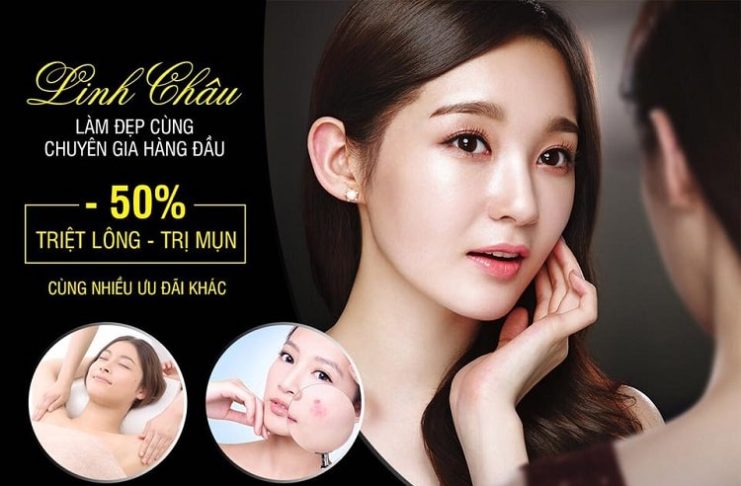 Linh Châu
LÀM ĐẸP CÙNG
CHUYÊN GIA HÀNG ĐẦU
- 50%
TRIỆT LÔNG - TRỊ MỤN
CÙNG NHIỀU ƯU ĐÃI KHÁC